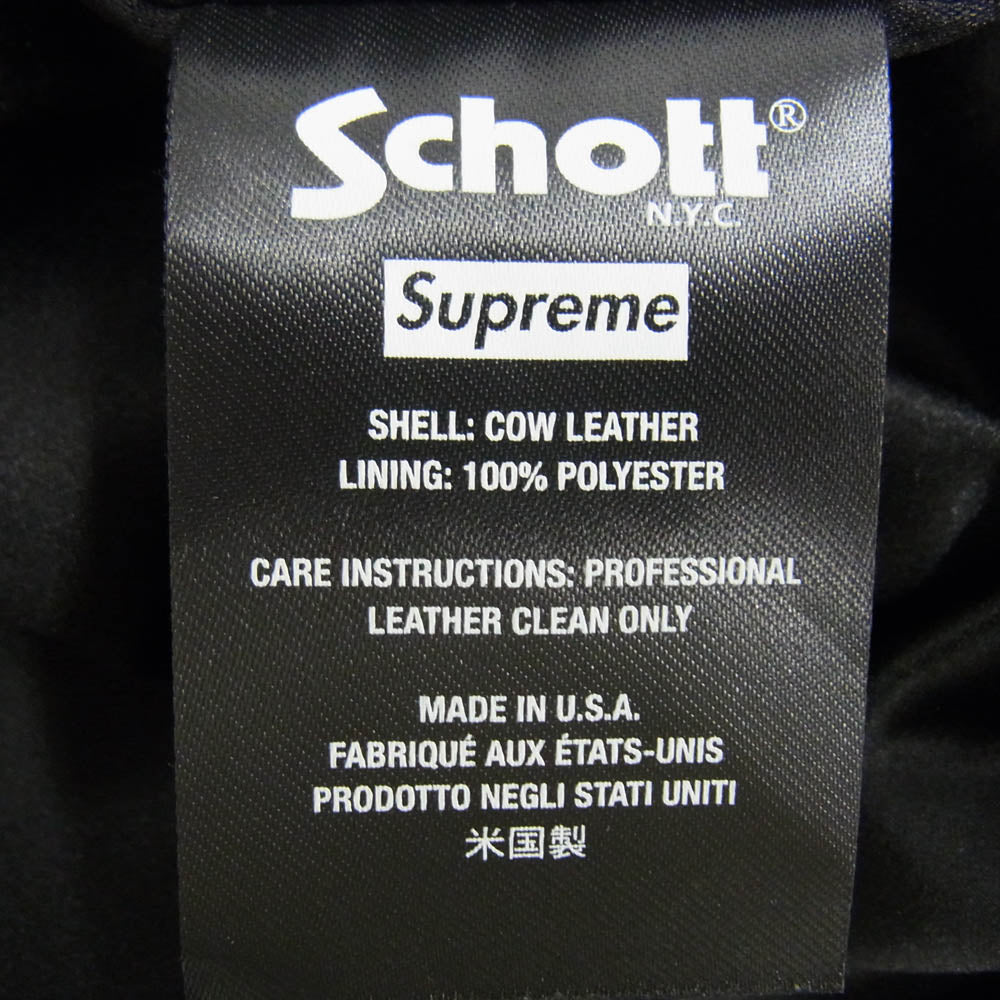 Schott®
N.Y.C.
Supreme
SHELL: COW LEATHER
LINING: 100% POLYESTER
CARE INSTRUCTIONS: PROFESSIONAL
LEATHER CLEAN ONLY
MADE IN U.S.A.
FABRIQUÉ AUX ÉTATS-UNIS
PRODOTTO NEGLI STATI UNITI
米国製